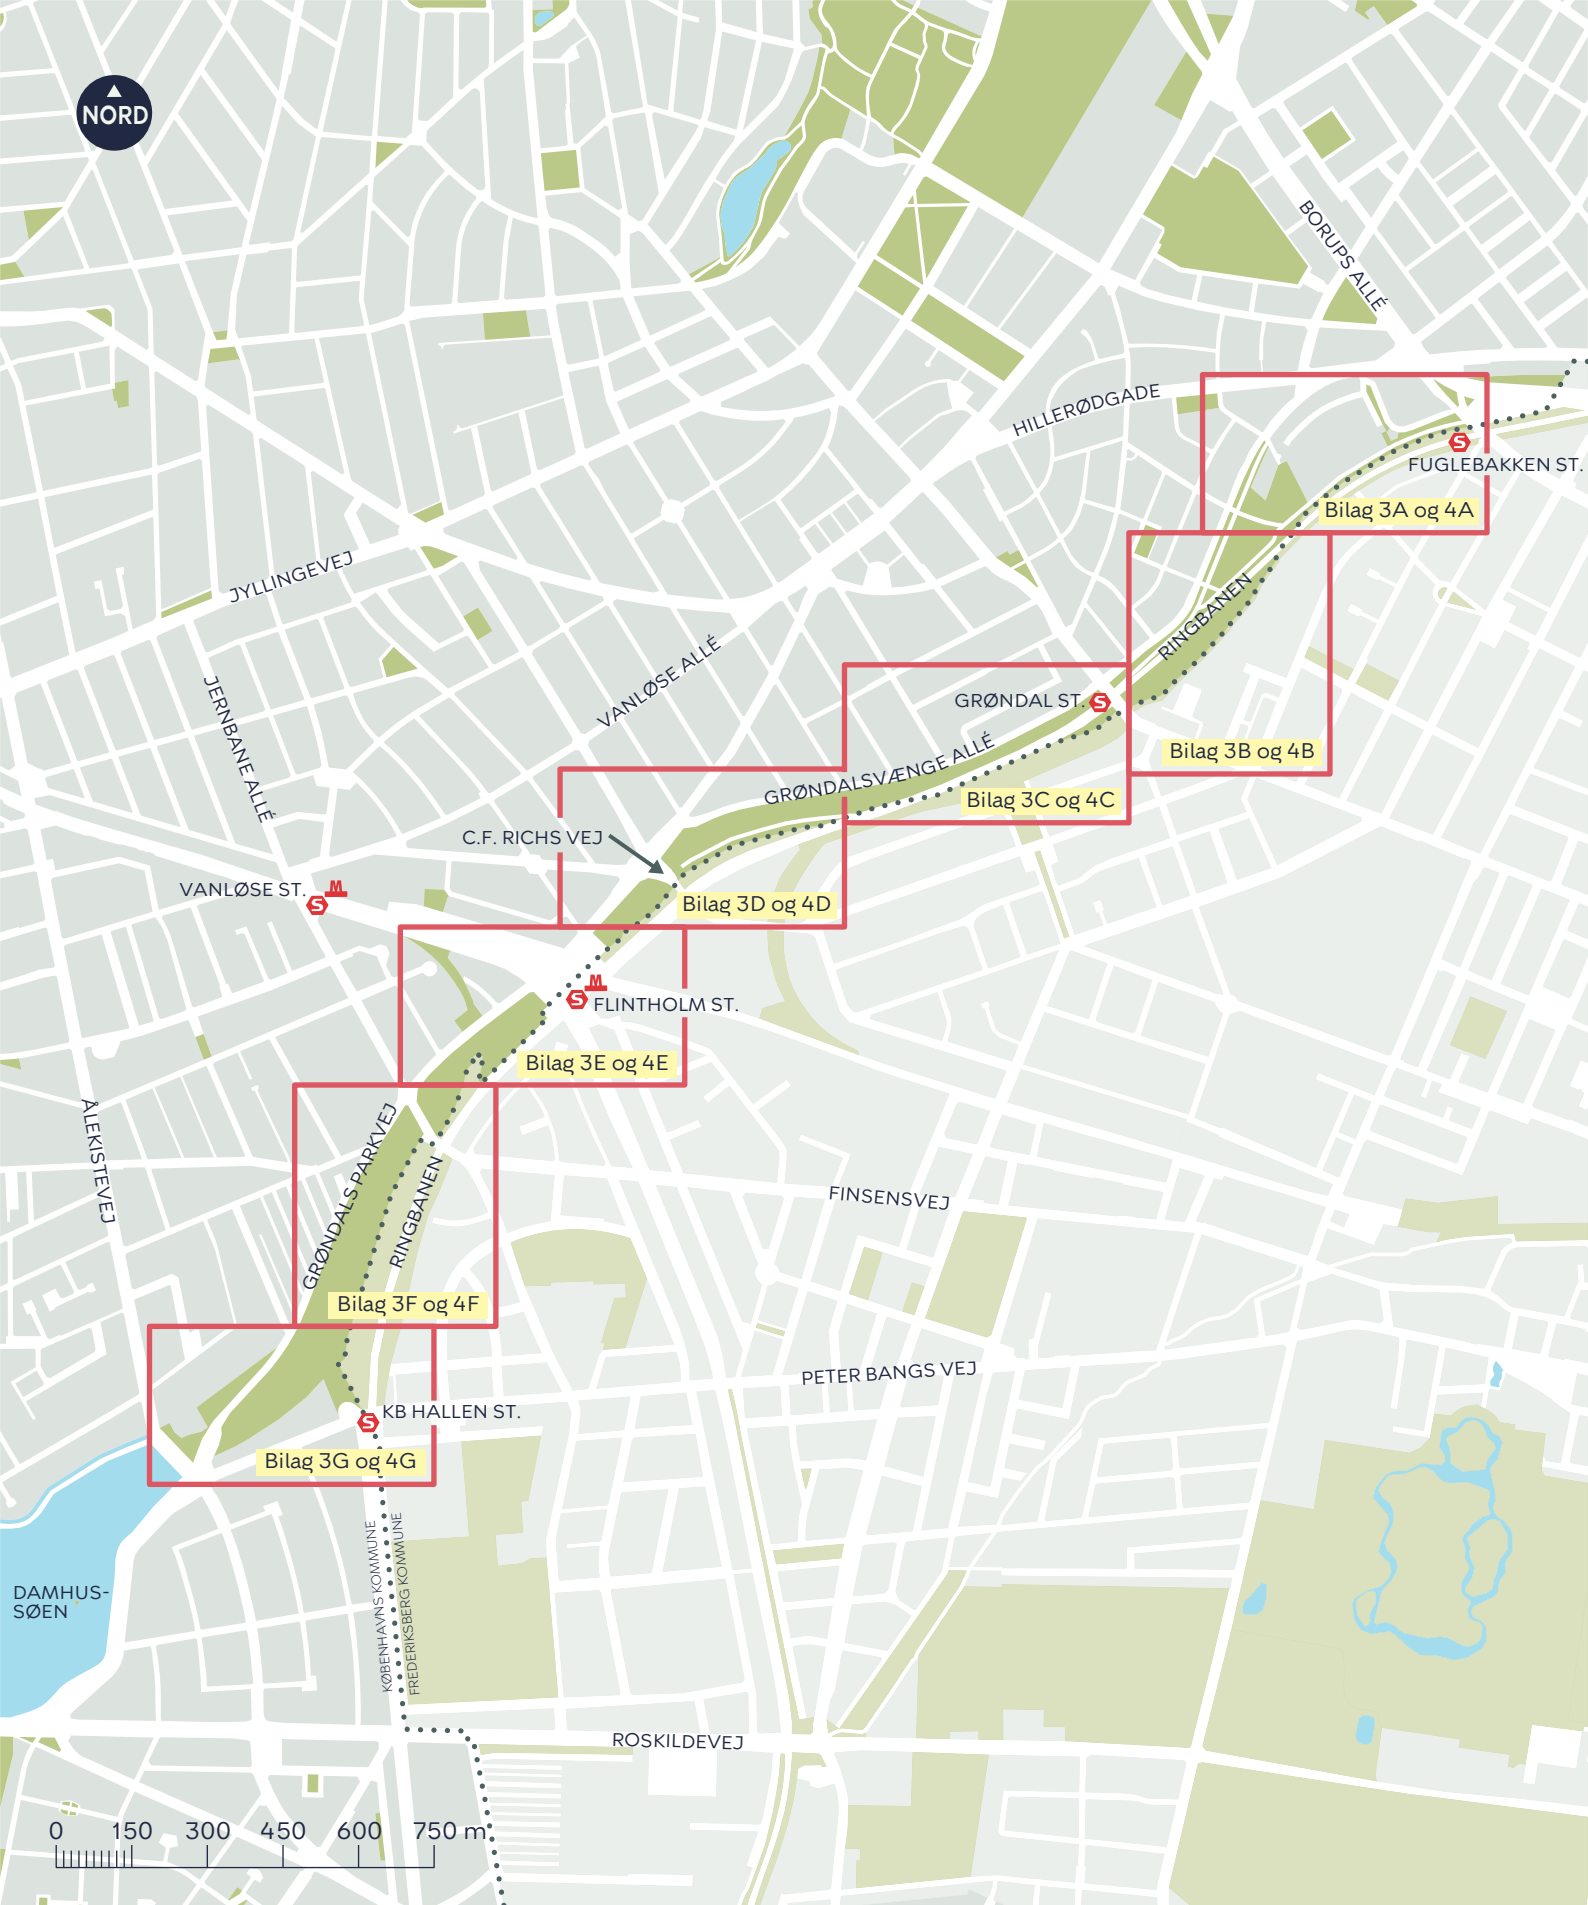 NORD
BORUPS ALLÉ
HILLERØDGADE
S
FUGLEBAKKEN ST.
Bilag 3A og 4A
JYLLINGEVEJ
RINGBANEN
VANLØSE ALLÉ
JERNBANE ALLÉ
GRØNDAL ST.
S
Bilag 3B og 4B
GRØNDALSVÆNGE ALLÉ
Bilag 3C og 4C
C.F. RICHS VEJ
VANLØSE ST.
M
S
Bilag 3D og 4D
M
S
FLINTHOLM ST.
Bilag 3E og 4E
ÅLEKISTEVEJ
GRØNDALS PARKVEJ
RINGBANEN
FINSENSVEJ
Bilag 3F og 4F
PETER BANGS VEJ
S
KB HALLEN ST.
Bilag 3G og 4G
KØBENHAVNS KOMMUNE
FREDERIKSBERG KOMMUNE
DAMHUS-
SØEN
ROSKILDEVEJ
0 150 300 450 600 750 m